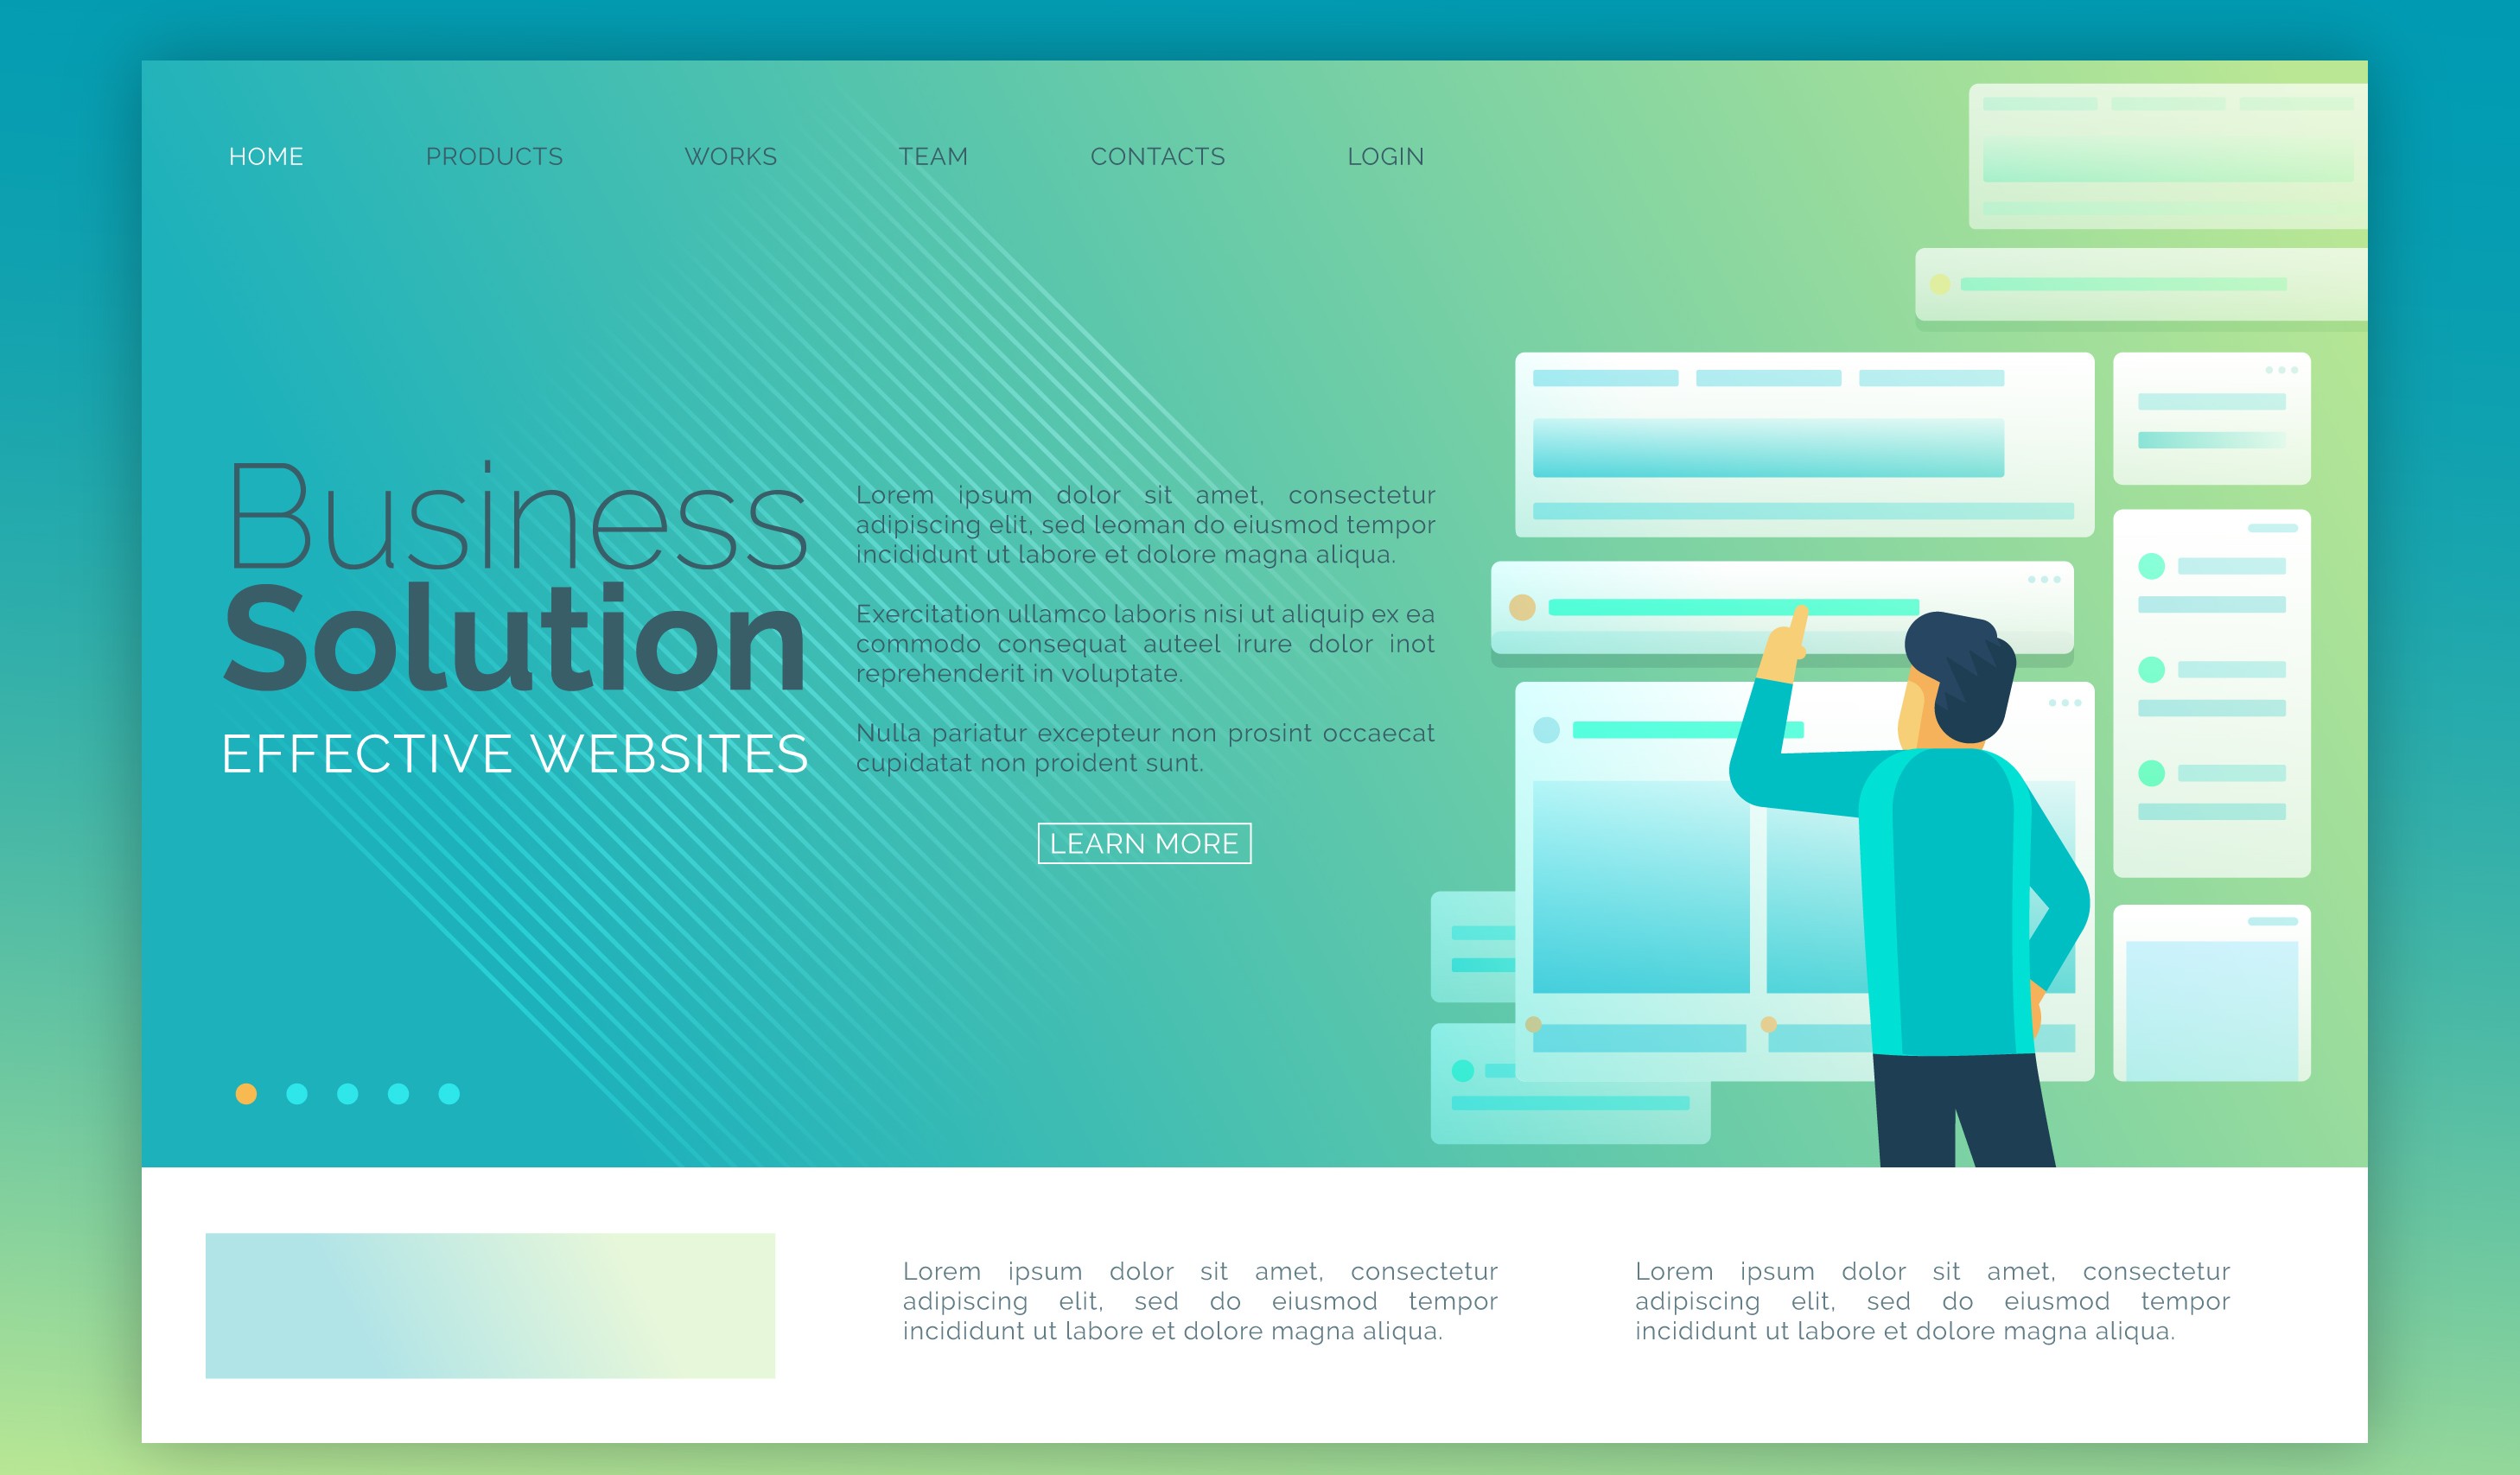 HOME PRODUCTS WORKS TEAM CONTACTS LOGIN
Business
Solution
EFFECTIVE WEBSITES
Lorem ipsum dolor sit amet, consectetur
adipiscing elit, sed leoman do eiusmod tempor
incididunt ut labore et dolore magna aliqua.
Exercitation ullamco laboris nisi ut aliquip ex ea
commodo consequat auteel irure dolor inot
reprehenderit in voluptate.
Nulla pariatur excepteur non prosint occaecat
cupidatat non proident sunt.
LEARN MORE
Lorem ipsum dolor sit amet, consectetur
adipiscing elit, sed do eiusmod tempor
incididunt ut labore et dolore magna aliqua.
Lorem ipsum dolor sit amet, consectetur
adipiscing elit, sed do eiusmod tempor
incididunt ut labore et dolore magna aliqua.